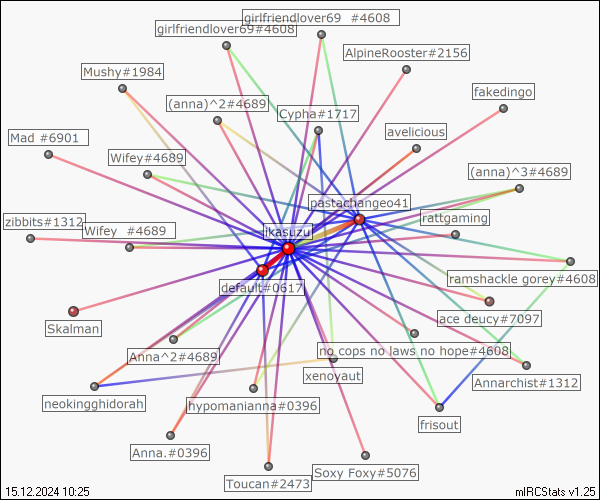 girlfriendlover69  #4608
girlfriendlover69#4608
AlpineRooster#2156
Mushy#1984
fakedingo
(anna)^2#4689
Cypha#1717
avelicious
Mad #6901
Wifey#4689
(anna)^3#4689
pastachangeo41
rattgaming
zibbits#1312
Wifey  #4689
ikasuzu
ramshackle gorey#4608
default#0617
ace deucy#7097
Skalman
no cops no laws no hope#4608
Anna^2#4689
xenoyaut
Annarchist#1312
neokingghidorah
hypomanianna#0396
frisout
Anna.#0396
Soxy Foxy#5076
Toucan#2473
15.12.2024 10:25
mIRCStats v1.25